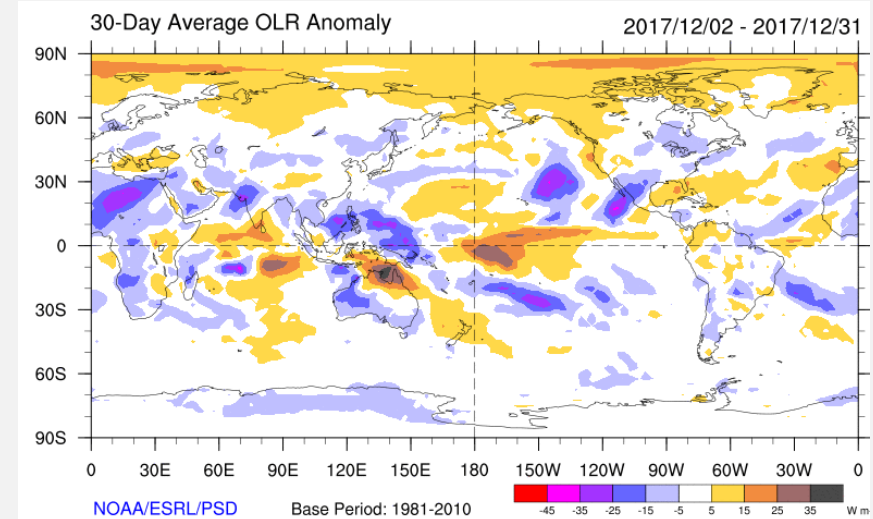 30-Day Average OLR Anomaly
2017/12/02 - 2017/12/31
90N
60N
30N
0
30S
60S
90S
0 30E 60E 90E 120E 150E 180 150W 120W 90W 60W 30W 0
-45 -35 -25 -15 -5 5 15 25 35 W m
NOAA/ESRL/PSD
Base Period: 1981-2010